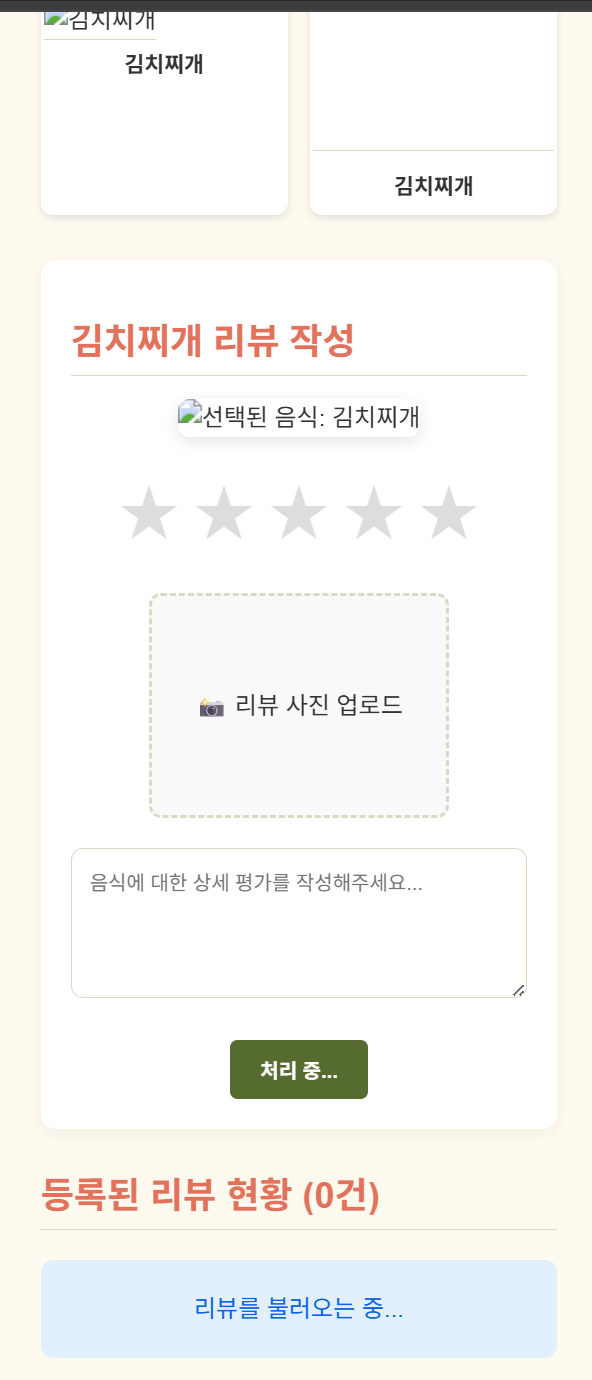 김치찌개
김치찌개
김치찌개
김치찌개 리뷰 작성
선택된 음식: 김치찌개
리뷰 사진 업로드
음식에 대한 상세 평가를 작성해주세요...
처리 중...
등록된 리뷰 현황 (0건)
리뷰를 불러오는 중...